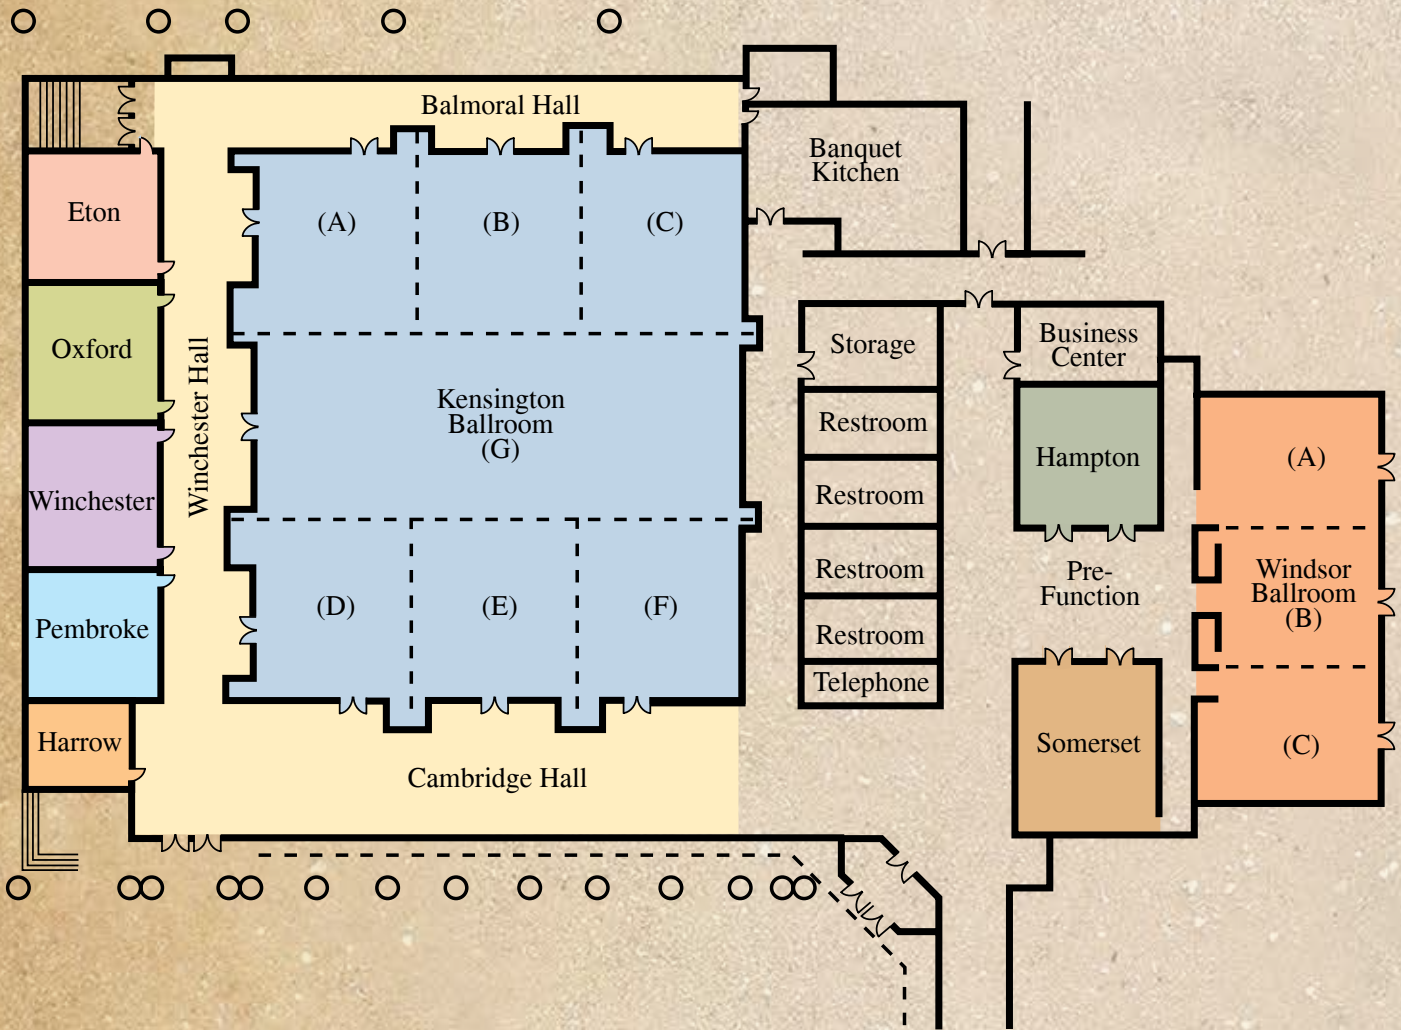 Balmoral Hall
Banquet
Kitchen
Eton
(A)
(B)
(C)
Oxford
Winchester Hall
Storage
Business
Center
Kensington
Ballroom
(G)
Restroom
Hampton
(A)
Winchester
Restroom
Restroom
Pre-
Function
Windsor
Ballroom
(B)
Pembroke
(D)
(E)
(F)
Restroom
Telephone
Harrow
Cambridge Hall
Somerset
(C)